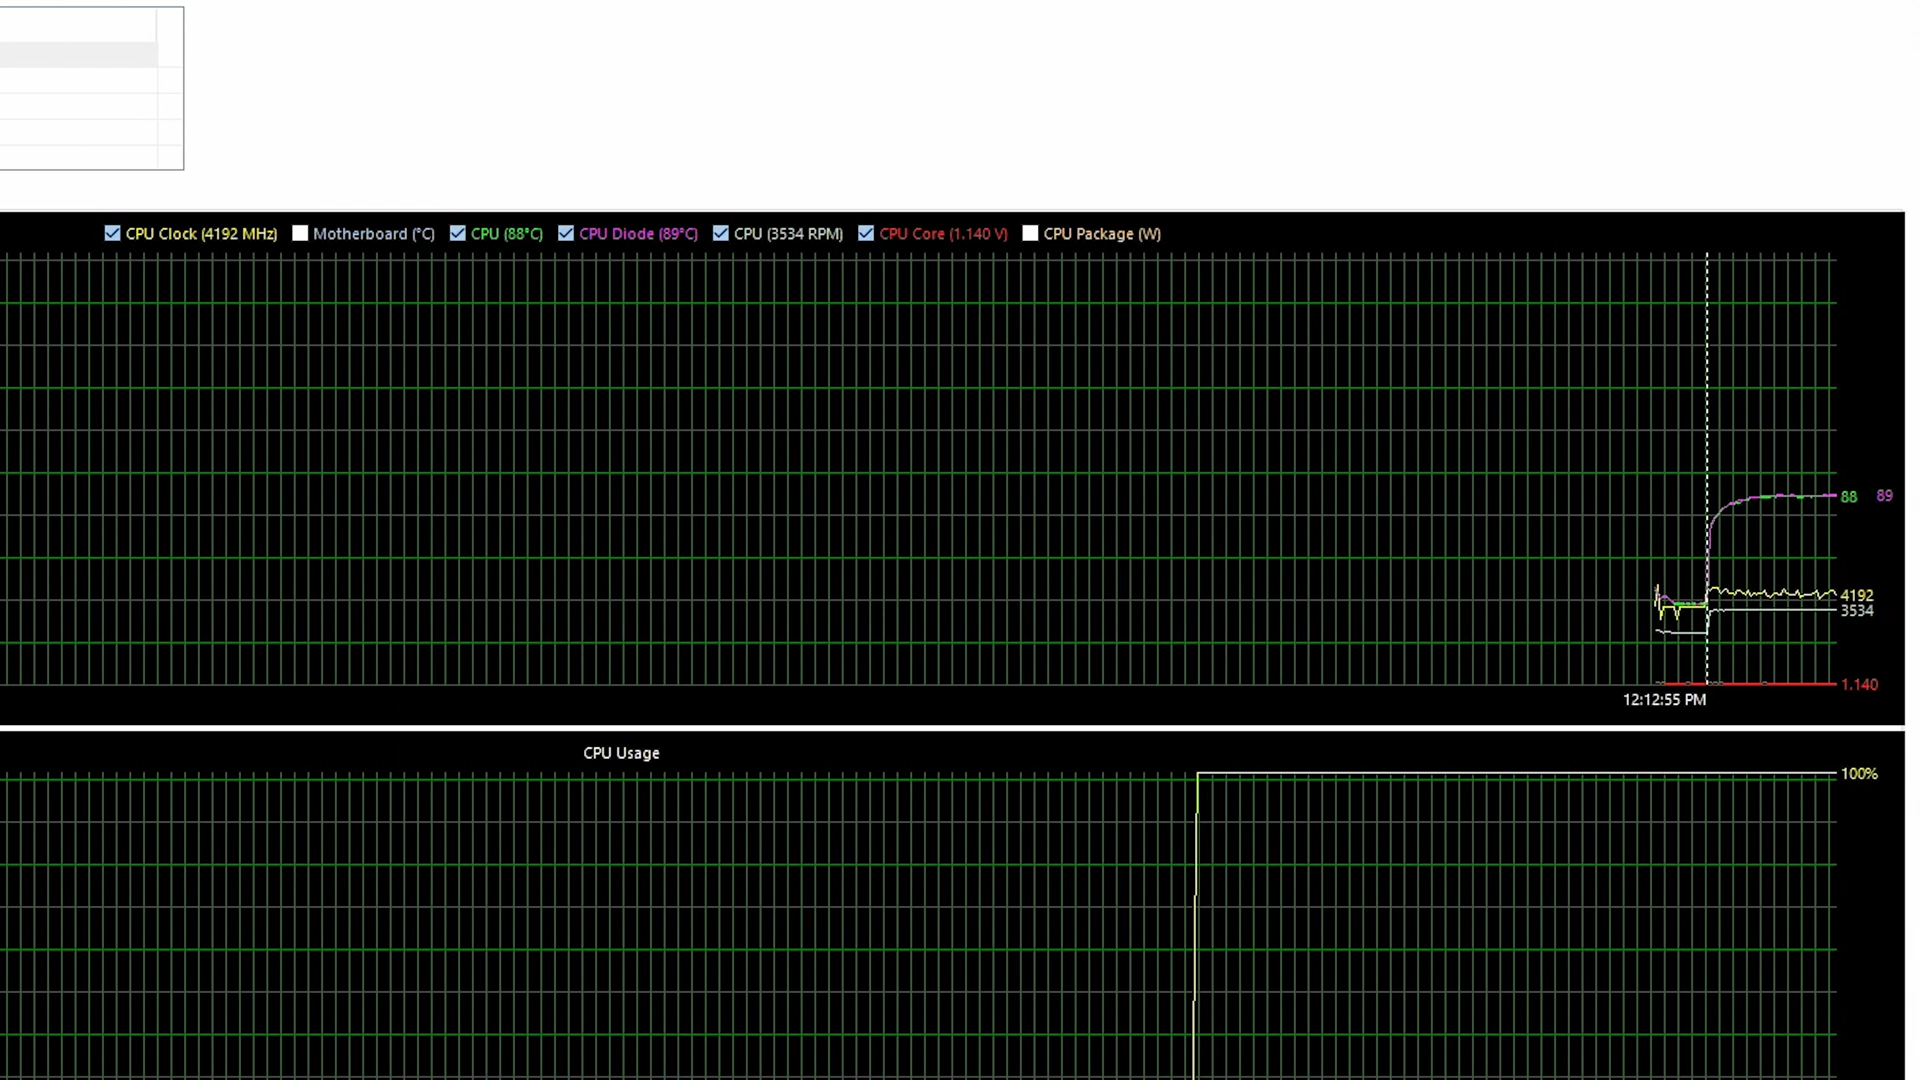 CPU Clock (4192 MHz) Motherboard (°C) CPU (88°C) CPU Diode (89°C) CPU (3534 RPM) CPU Core (1.140 V) CPU Package (W)
88 89
4192
3534
1.140
12:12:55 PM
CPU Usage
100%